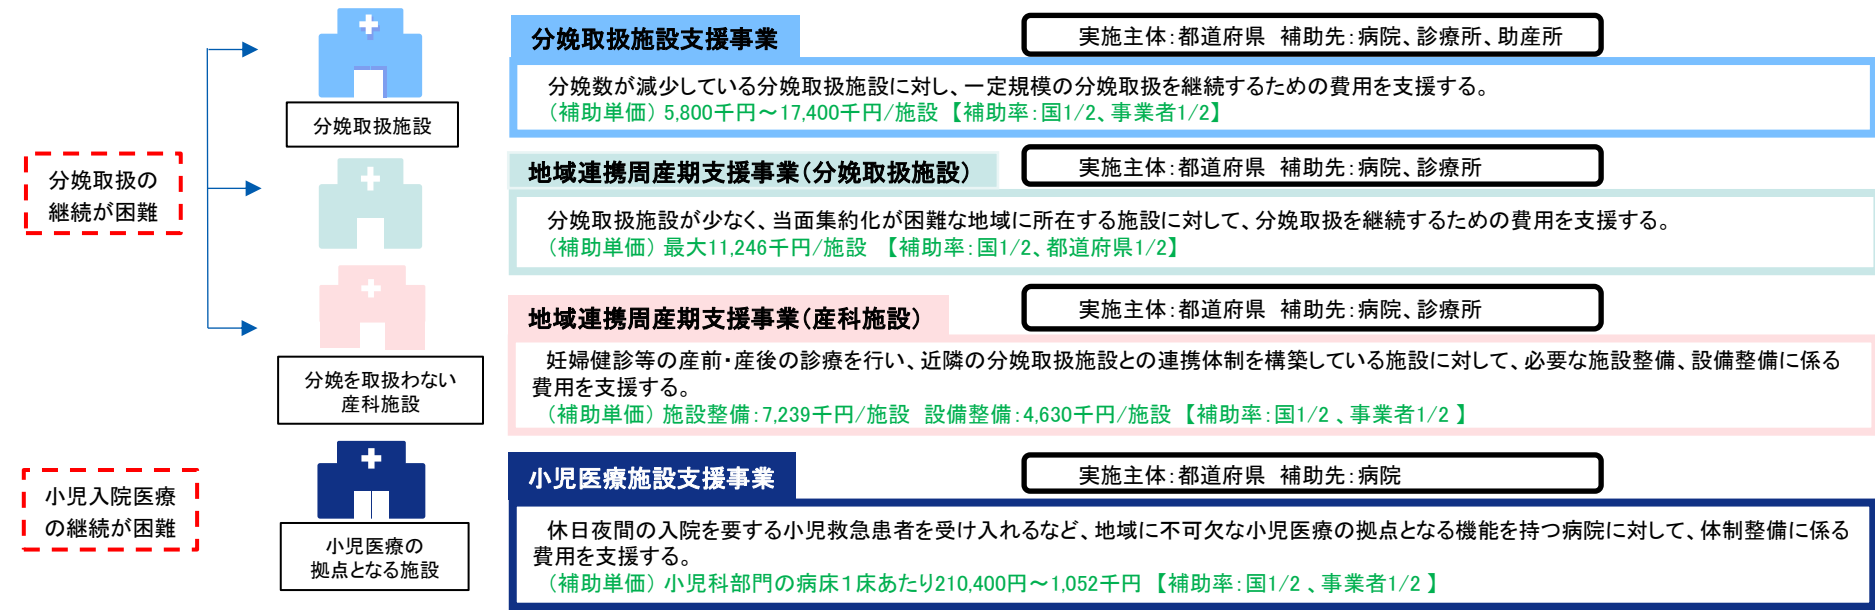 分娩取扱の
継続が困難
分娩取扱施設
分娩取扱施設支援事業
実施主体:都道府県 補助先:病院、診療所、助産所
分娩数が減少している分娩取扱施設に対し、一定規模の分娩取扱を継続するための費用を支援する。
(補助単価) 5,800千円～17,400千円/施設 【補助率:国1/2、事業者1/2】
地域連携周産期支援事業(分娩取扱施設)
実施主体:都道府県 補助先:病院、診療所
分娩取扱施設が少なく、当面集約化が困難な地域に所在する施設に対して、分娩取扱を継続するための費用を支援する。
(補助単価) 最大11,246千円/施設 【補助率:国1/2、都道府県1/2】
分娩を取扱わない
産科施設
地域連携周産期支援事業(産科施設)
実施主体:都道府県 補助先:病院、診療所
妊婦健診等の産前・産後の診療を行い、近隣の分娩取扱施設との連携体制を構築している施設に対して、必要な施設整備、設備整備に係る
費用を支援する。
(補助単価) 施設整備:7,239千円/施設 設備整備:4,630千円/施設 【補助率:国1/2 、事業者1/2 】
小児入院医療
の継続が困難
小児医療の
拠点となる施設
小児医療施設支援事業
実施主体:都道府県 補助先:病院
休日夜間の入院を要する小児救急患者を受け入れるなど、地域に不可欠な小児医療の拠点となる機能を持つ病院に対して、体制整備に係る
費用を支援する。
(補助単価) 小児科部門の病床１床あたり210,400円～1,052千円 【補助率:国1/2 、事業者1/2 】